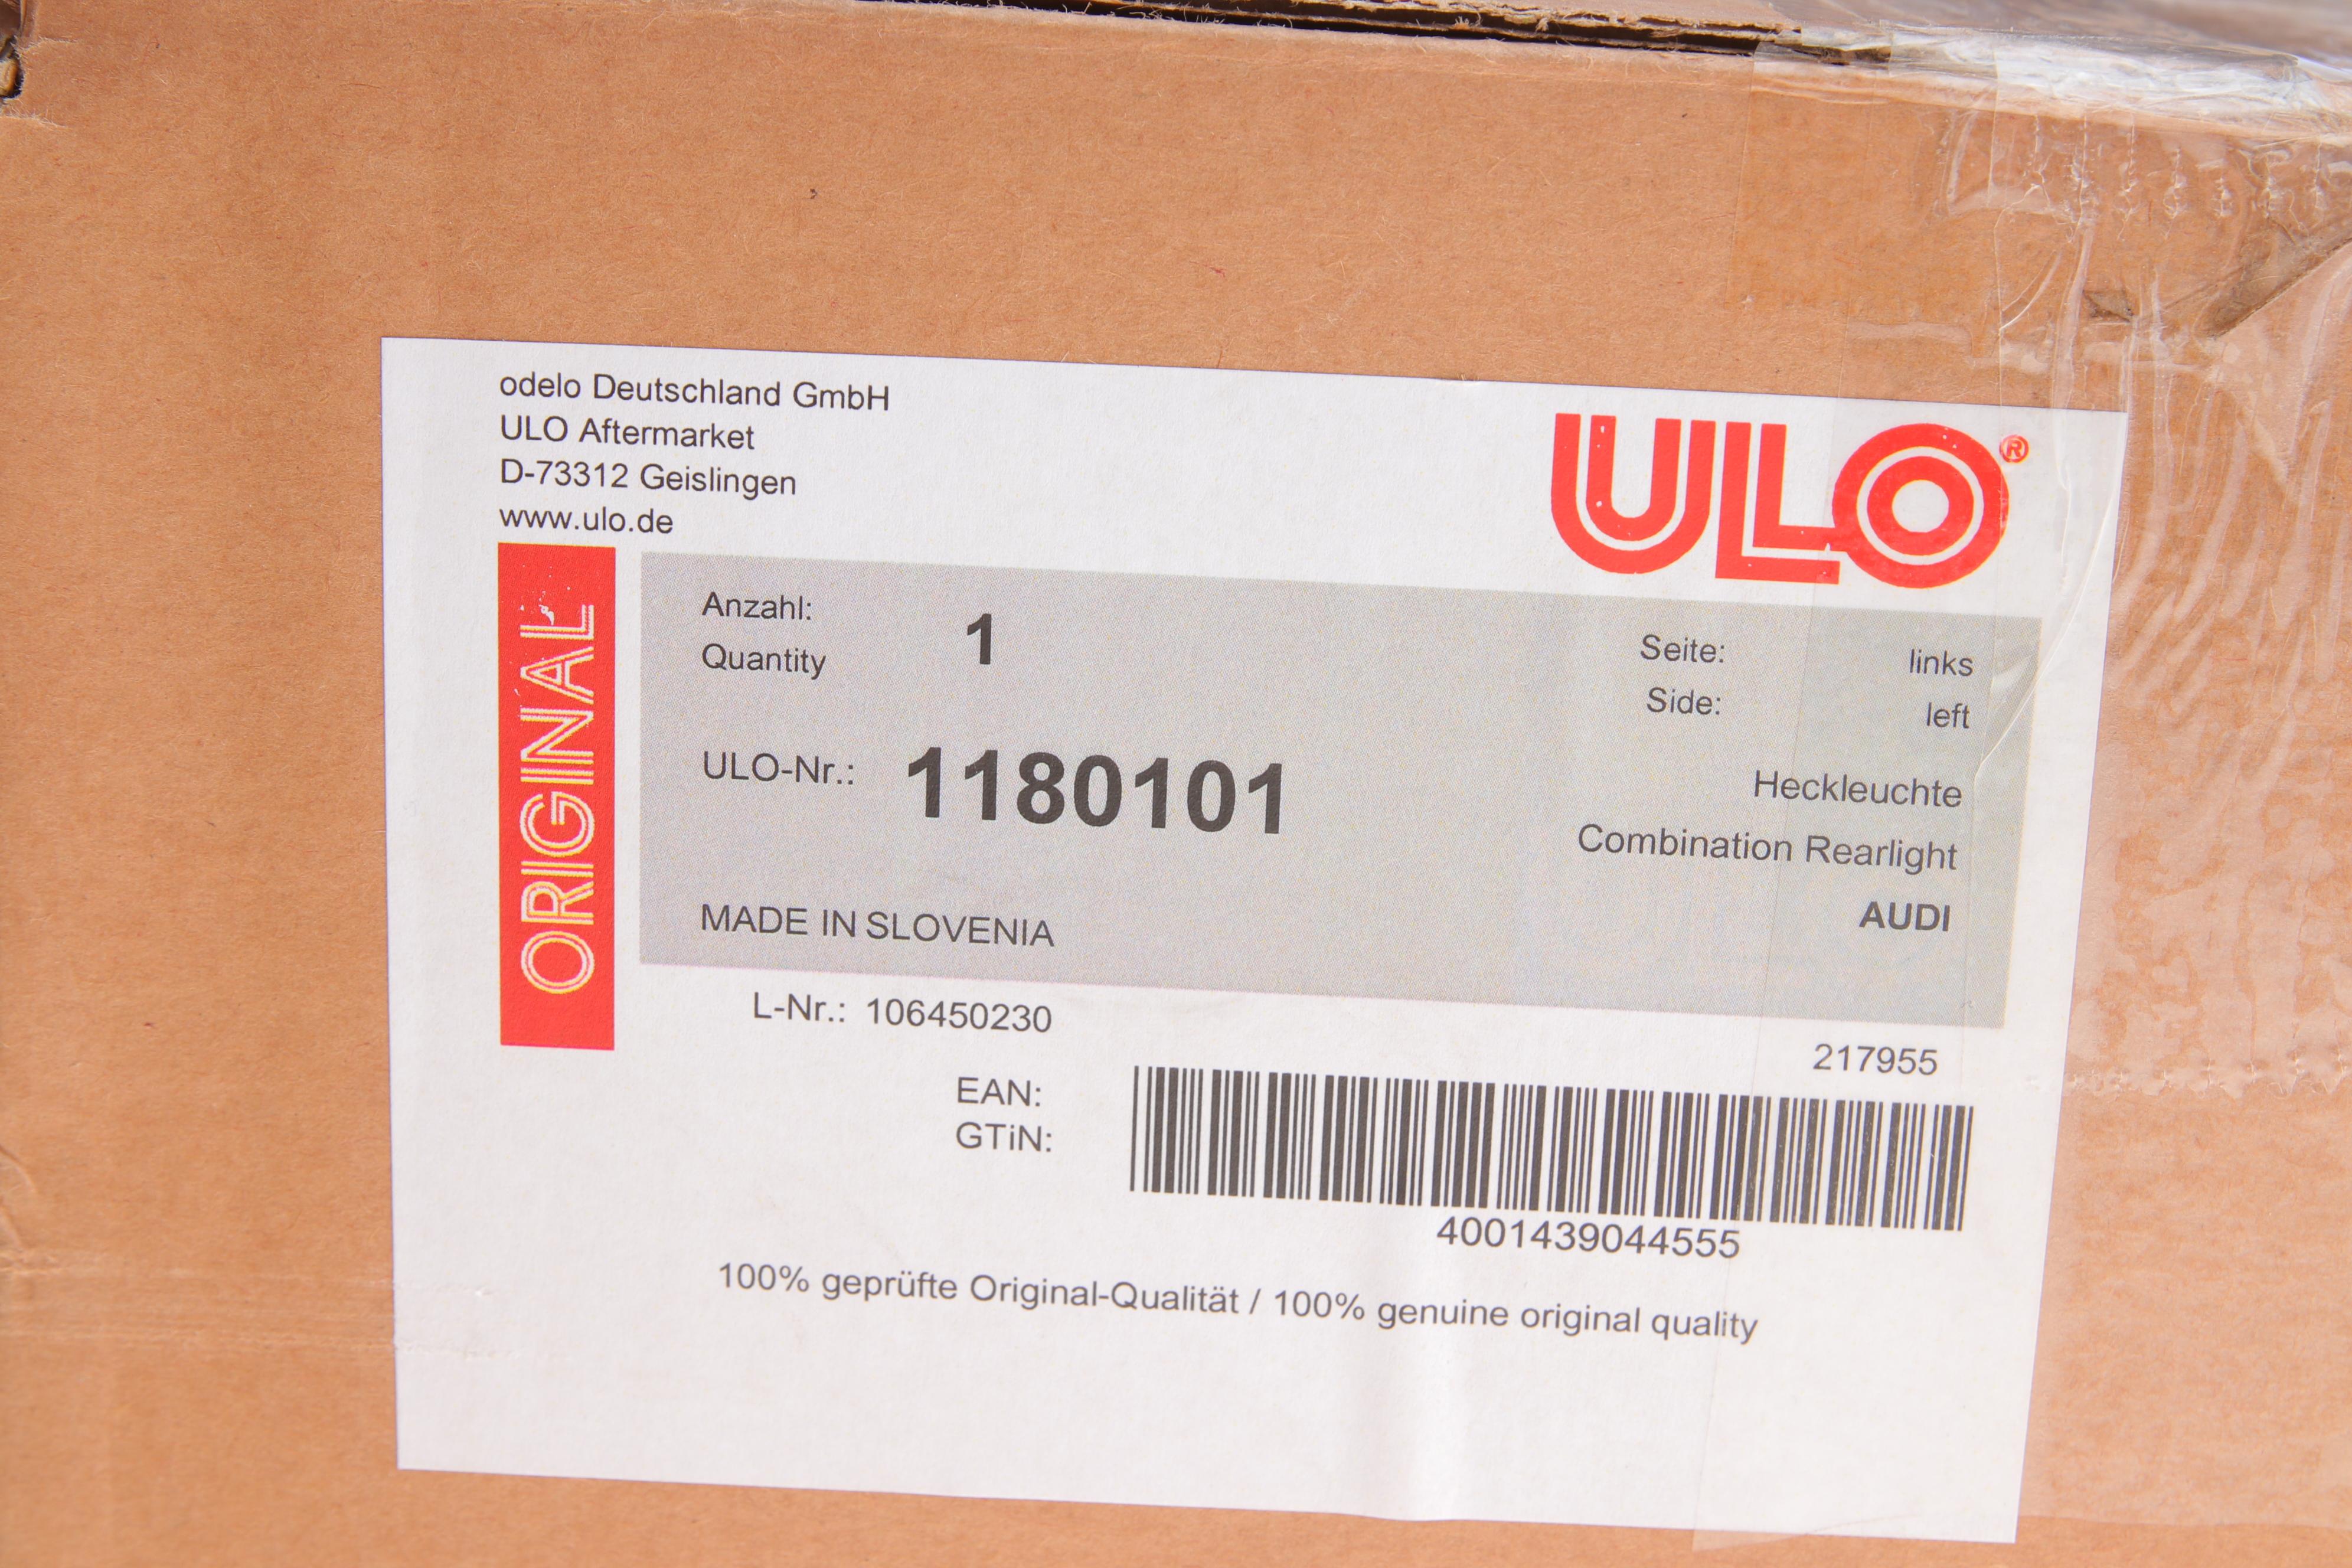 odelo Deutschland GmbH
ULO Aftermarket
D-73312 Geislingen
www.ulo.de
ULO®
ORIGINAL
Anzahl:
Quantity
1
Seite: links
Side: left
ULO-Nr.: 1180101
Heckleuchte
Combination Rearlight
AUDI
MADE IN SLOVENIA
L-Nr.: 106450230
217955
EAN:
GTiN:
4001439044555
100% geprüfte Original-Qualität / 100% genuine original quality